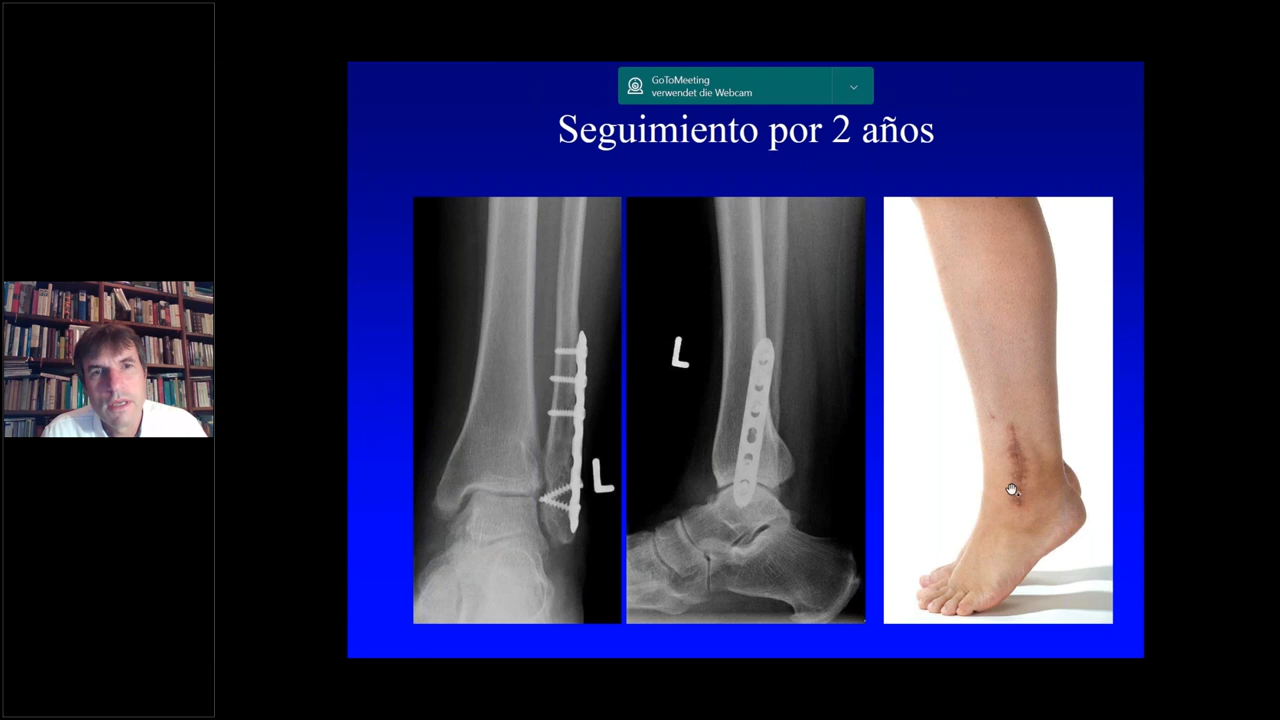 GoToMeeting
verwendet die Webcam
Seguimiento por 2 años
L
L